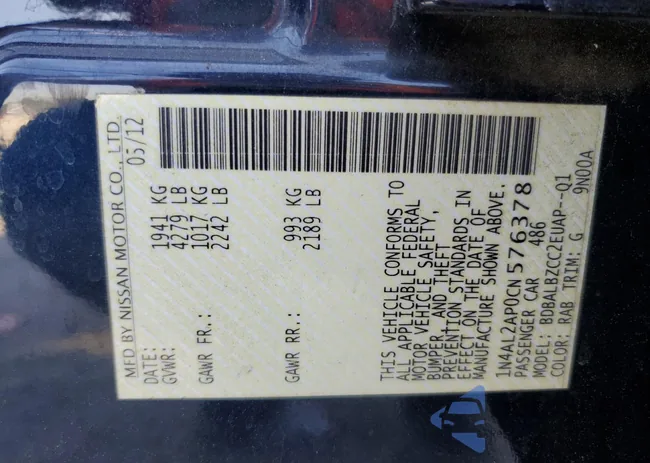 MFD BY NISSAN MOTOR CO., LTD.
DATE: 03/12
GVWR: 1941 KG
4279 LB
GAWR FR.: 1017 KG
2242 LB
GAWR RR.: 993 KG
2189 LB
THIS VEHICLE CONFORMS TO
ALL APPLICABLE FEDERAL
MOTOR VEHICLE SAFETY,
BUMPER, AND THEFT
PREVENTION STANDARDS IN
EFFECT ON THE DATE OF
MANUFACTURE SHOWN ABOVE.
1N4AL2AP0CN576378
PASSENGER CAR 486
MODEL: BDBALBZCCZEUAP--Q1
COLOR: RAB TRIM: G 9N00A